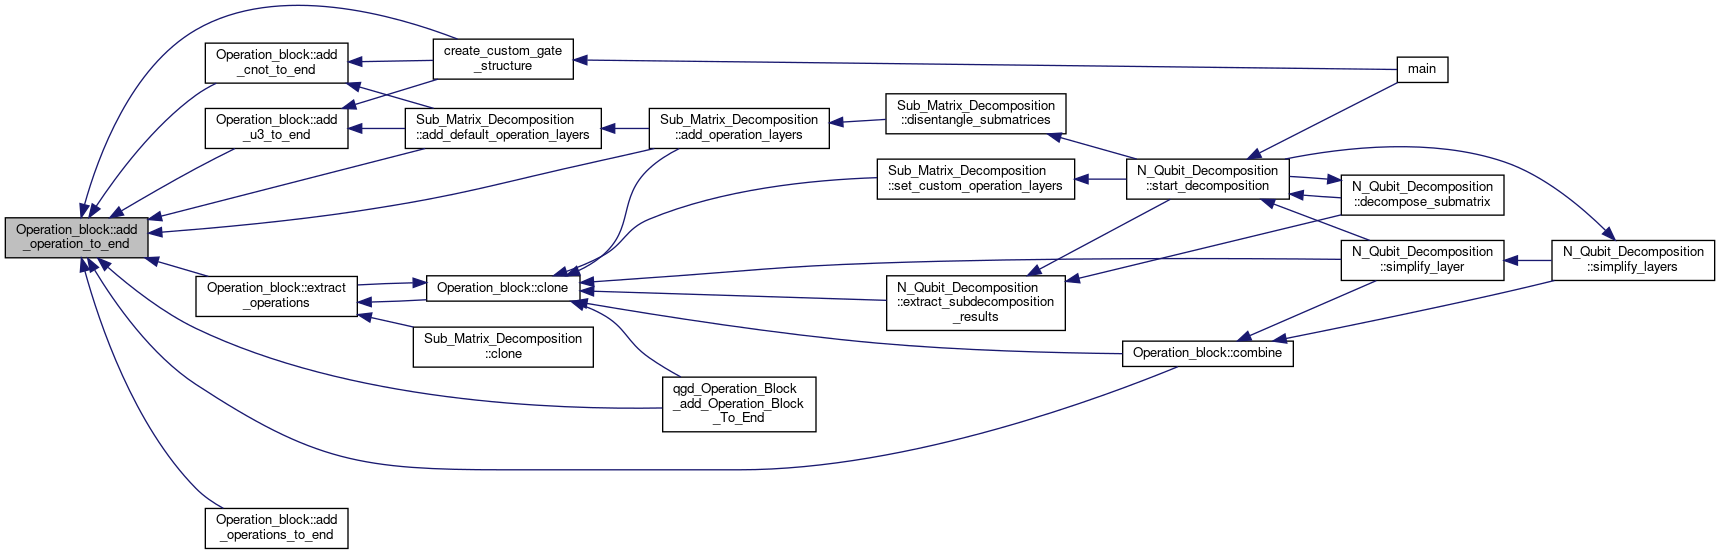 Operation_block::add
_operation_to_end
Operation_block::add
_cnot_to_end
Operation_block::add
_u3_to_end
Operation_block::extract
_operations
Operation_block::add
_operations_to_end
create_custom_gate
_structure
Sub_Matrix_Decomposition
::add_default_operation_layers
Operation_block::clone
Sub_Matrix_Decomposition
::clone
Sub_Matrix_Decomposition
::add_operation_layers
qgd_Operation_Block
_add_Operation_Block
_To_End
Sub_Matrix_Decomposition
::disentangle_submatrices
Sub_Matrix_Decomposition
::set_custom_operation_layers
N_Qubit_Decomposition
::extract_subdecomposition
_results
N_Qubit_Decomposition
::start_decomposition
Operation_block::combine
main
N_Qubit_Decomposition
::decompose_submatrix
N_Qubit_Decomposition
::simplify_layer
N_Qubit_Decomposition
::simplify_layers